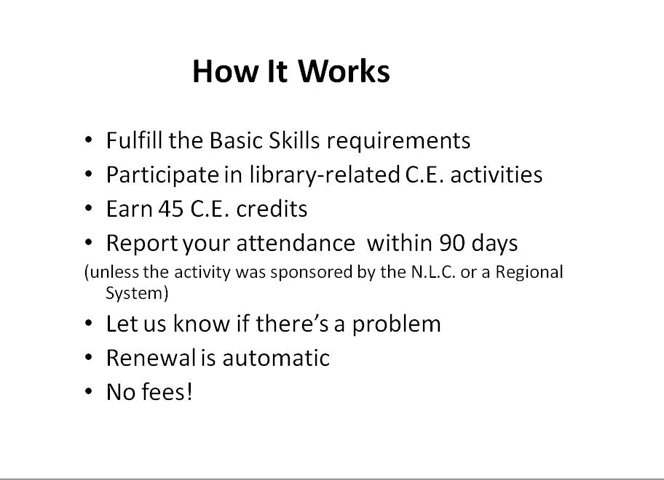 How It Works
• Fulfill the Basic Skills requirements
• Participate in library-related C.E. activities
• Earn 45 C.E. credits
• Report your attendance within 90 days
(unless the activity was sponsored by the N.L.C. or a Regional
System)
• Let us know if there's a problem
• Renewal is automatic
• No fees!